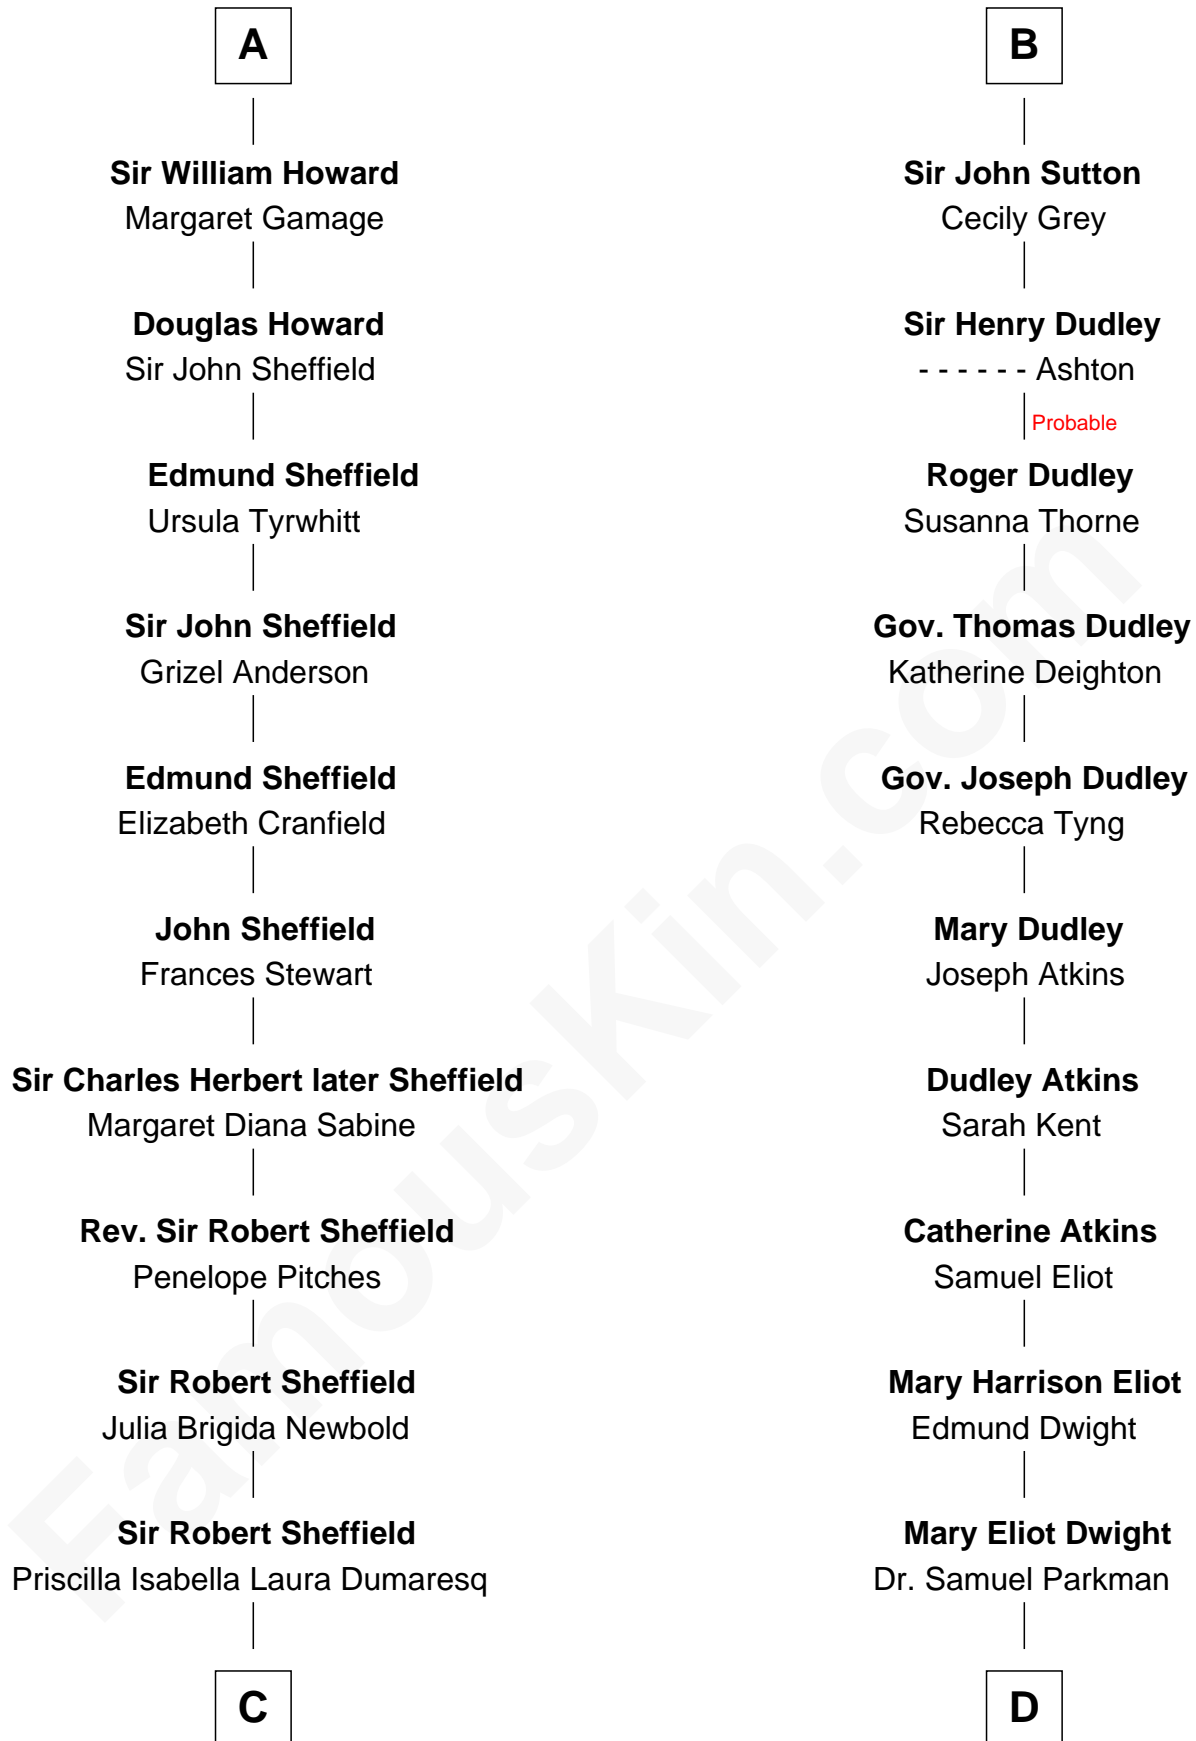 A
Sir William Howard
Margaret Gamage
Douglas Howard
Sir John Sheffield
Edmund Sheffield
Ursula Tyrwhitt
Sir John Sheffield
Grizel Anderson
Edmund Sheffield
Elizabeth Cranfield
John Sheffield
Frances Stewart
Sir Charles Herbert later Sheffield
Margaret Diana Sabine
Rev. Sir Robert Sheffield
Penelope Pitches
Sir Robert Sheffield
Julia Brigida Newbold
Sir Robert Sheffield
Priscilla Isabella Laura Dumaresq
C
B
Sir John Sutton
Cecily Grey
Sir Henry Dudley
- - - - - - Ashton
Probable
Roger Dudley
Susanna Thorne
Gov. Thomas Dudley
Katherine Deighton
Gov. Joseph Dudley
Rebecca Tyng
Mary Dudley
Joseph Atkins
Dudley Atkins
Sarah Kent
Catherine Atkins
Samuel Eliot
Mary Harrison Eliot
Edmund Dwight
Mary Eliot Dwight
Dr. Samuel Parkman
D
FamousKin.com